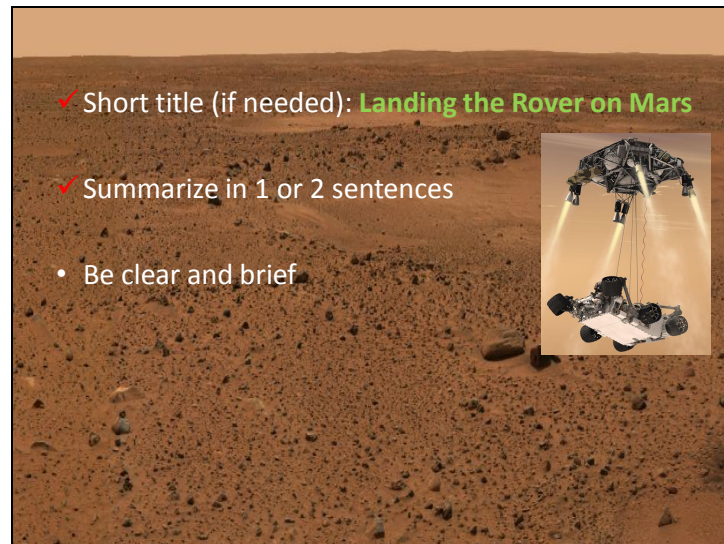 ✓ Short title (if needed): Landing the Rover on Mars
✓ Summarize in 1 or 2 sentences
• Be clear and brief